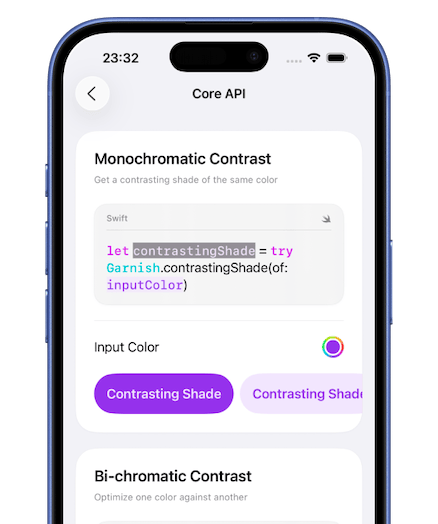 23:32
Core API
Monochromatic Contrast
Get a contrasting shade of the same color
Swift
let contrastingShade = try
Garnish.contrastingShade(of:
inputColor)
Input Color
Contrasting Shade Contrasting Shade
Bi-chromatic Contrast
Optimize one color against another